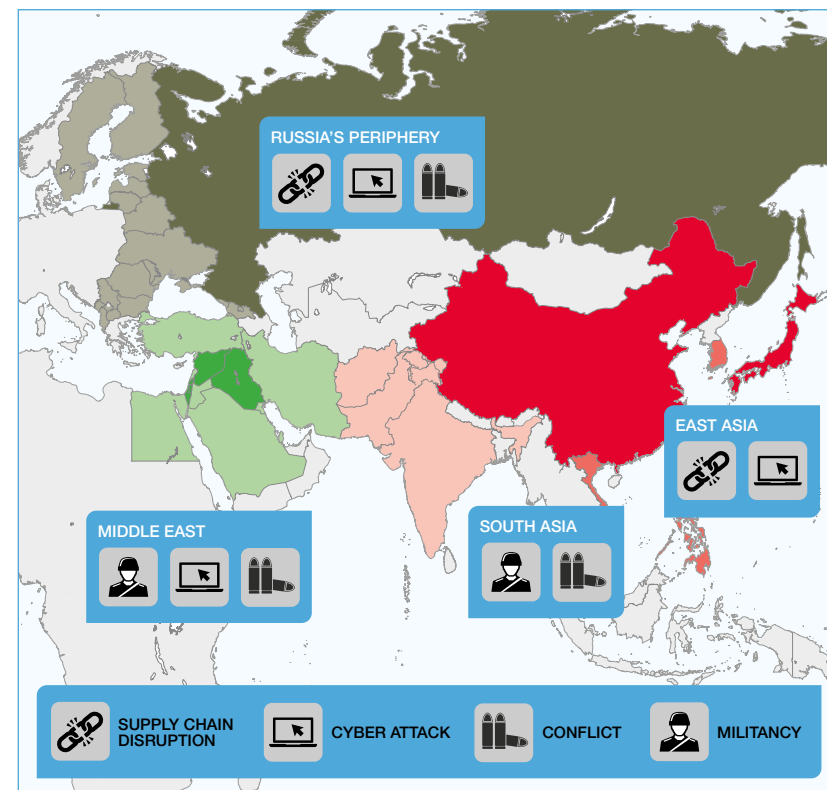 RUSSIA'S PERIPHERY
EAST ASIA
MIDDLE EAST
SOUTH ASIA
SUPPLY CHAIN
DISRUPTION
CYBER ATTACK
CONFLICT
MILITANCY